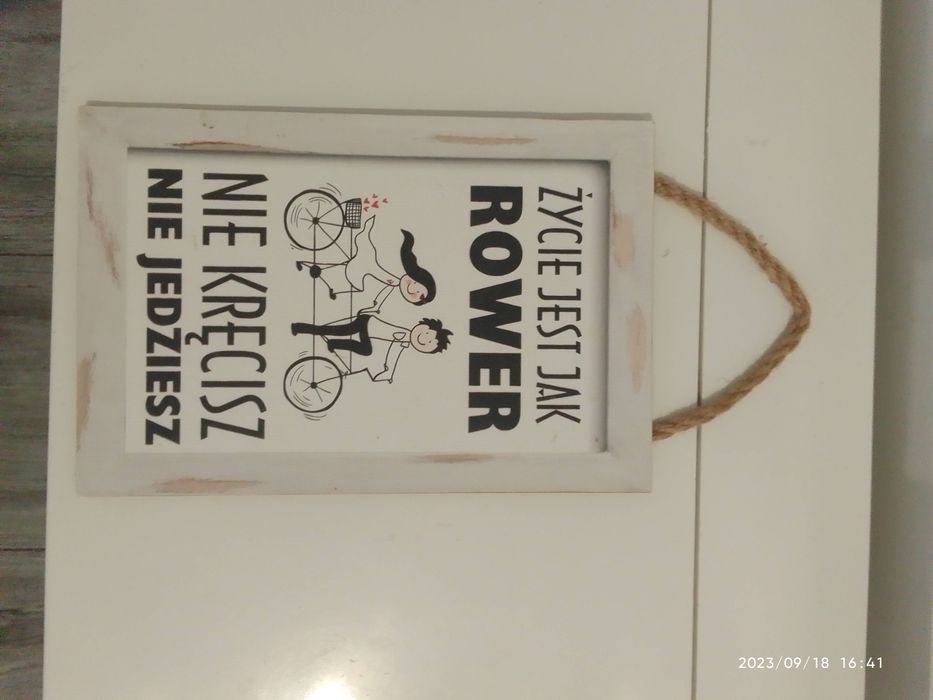 ŻYCIE JEST JAK
ROWER
NIE KRĘCISZ
NIE JEDZIESZ
2023/09/18 16:41